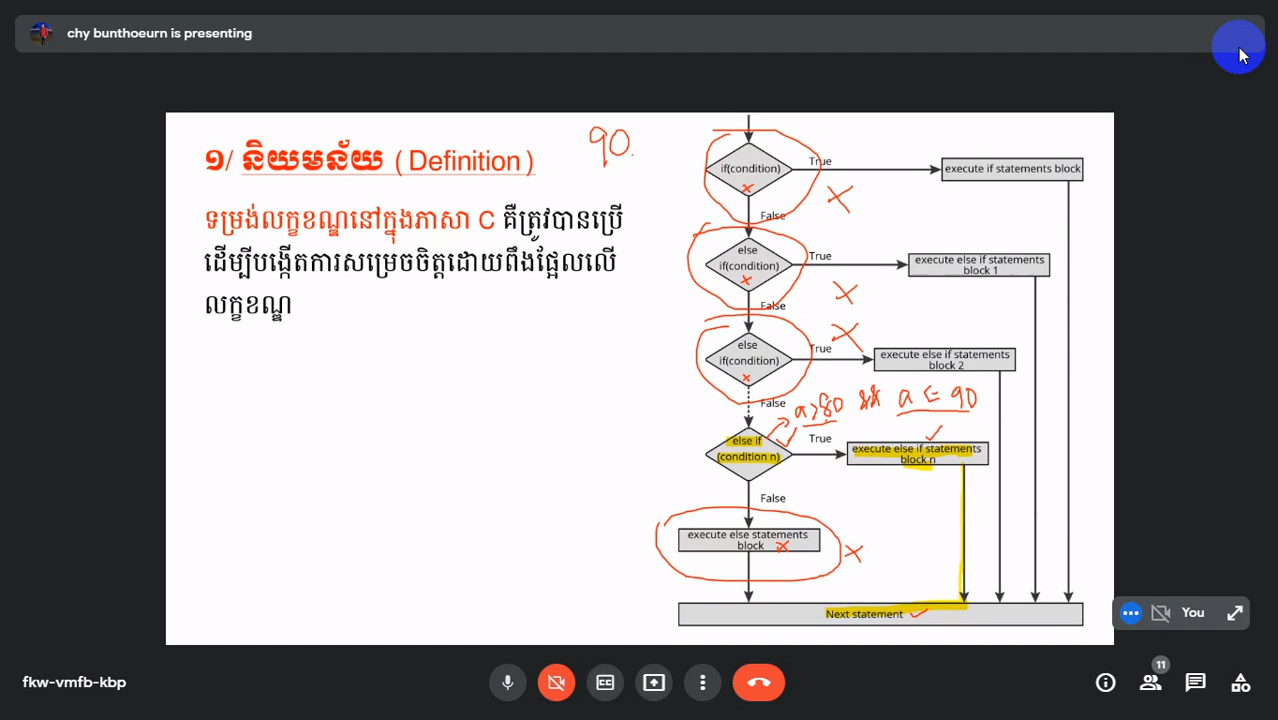 chy bunthoeurn is presenting
១/ និយមន័យ ( Definition )
90.
ទម្រង់លក្ខខណ្ឌនៅក្នុងភាសា C គឺត្រូវបានប្រើ
ដើម្បីបង្កើតការសម្រេចចិត្តដោយពឹងផ្អែលលើ
លក្ខខណ្ឌ
if(condition)
True
execute if statements block
False
else
if(condition)
True
execute else if statements
block 1
False
else
if(condition)
True
execute else if statements
block 2
False
a>80 && a <= 90
else if
(condition n)
True
execute else if statements
block n
False
execute else statements
block
Next statement
You
fkw-vmfb-kbp
CC
11